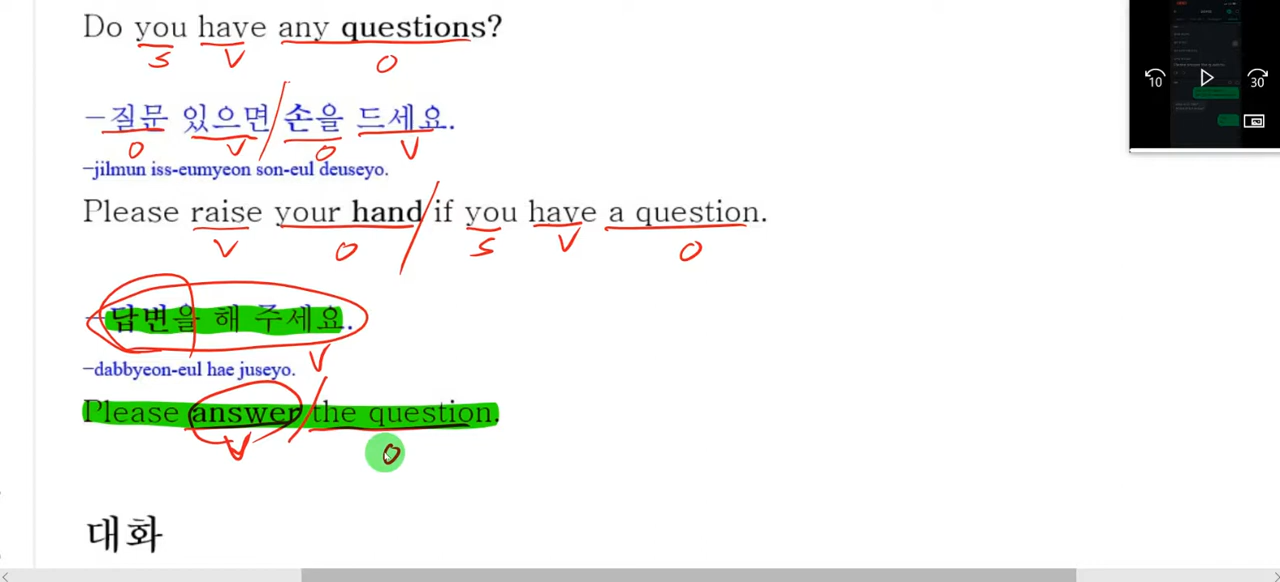 Do you have any questions?
S V O
-질문 있으면/손을 드세요.
O V O V
-jilmun iss-eumyeon son-eul deuseyo.
Please raise your hand/if you have a question.
V O S V O
-답변을 해 주세요.
V
-dabbyeon-eul hae juseyo.
Please answer/the question.
V O
대화
10
30